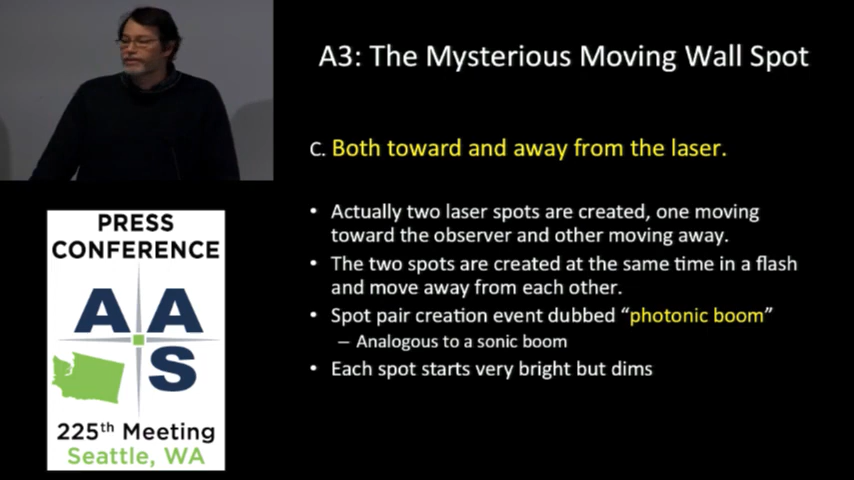 A3: The Mysterious Moving Wall Spot
C. Both toward and away from the laser.
• Actually two laser spots are created, one moving
toward the observer and other moving away.
• The two spots are created at the same time in a flash
and move away from each other.
• Spot pair creation event dubbed “photonic boom”
– Analogous to a sonic boom
• Each spot starts very bright but dims
PRESS
CONFERENCE
A A
S
225th Meeting
Seattle, WA